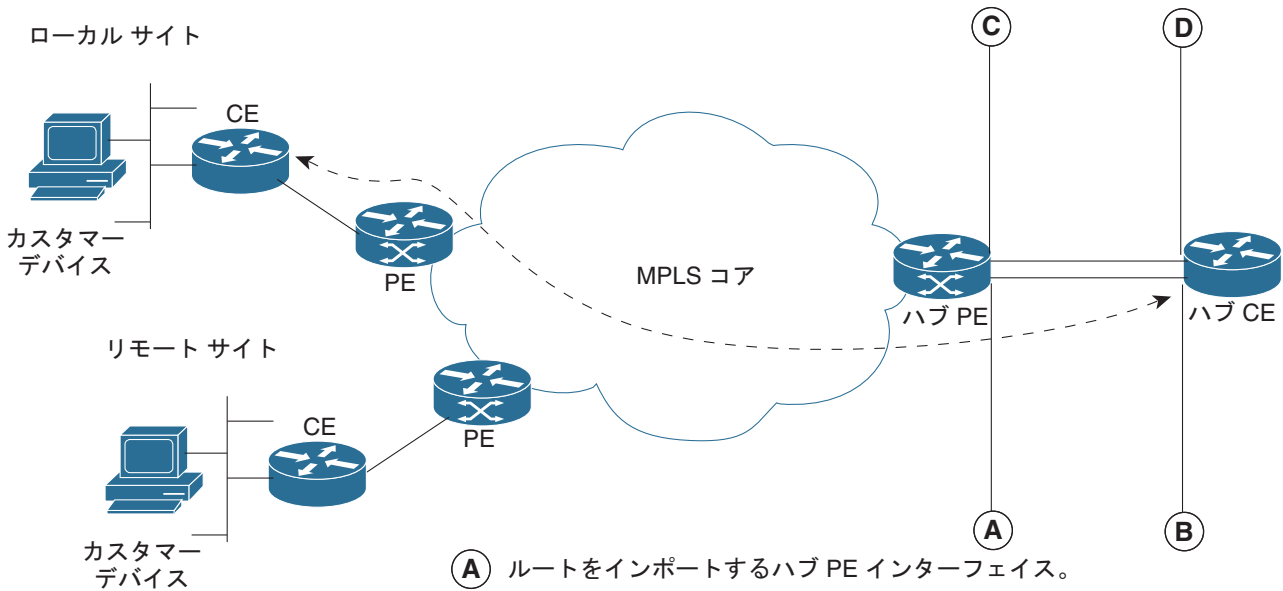 ローカル サイト
C
D
CE
カスタマー
デバイス
PE
MPLS コア
ハブ PE
ハブ CE
リモート サイト
CE
PE
カスタマー
デバイス
A
B
A ルートをインポートするハブ PE インターフェイス。